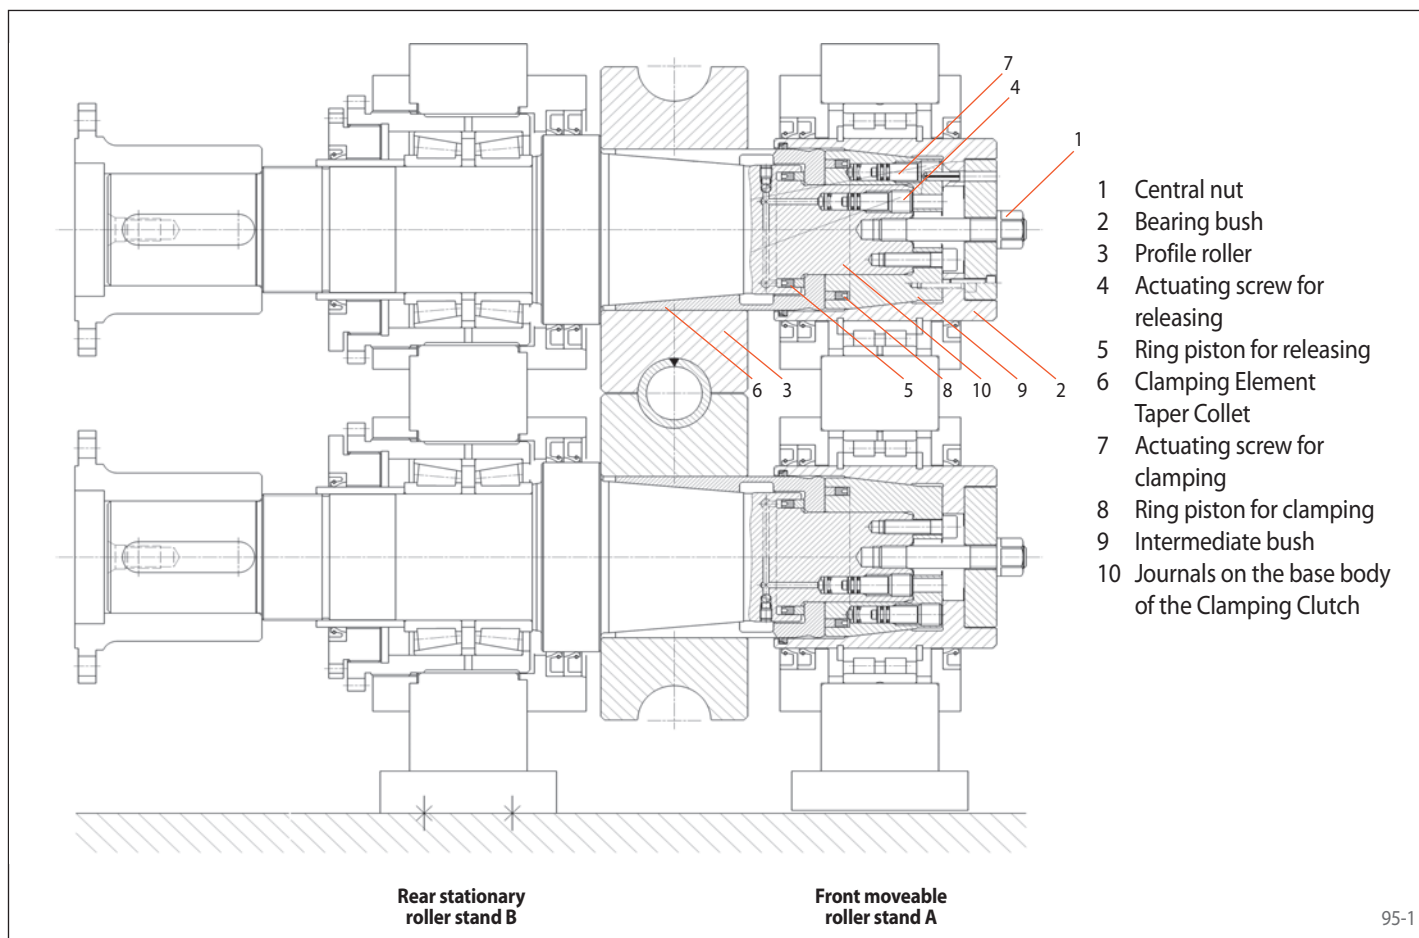 7
4
1
6
3
5
8
10
9
2
1 Central nut
2 Bearing bush
3 Profile roller
4 Actuating screw for
releasing
5 Ring piston for releasing
6 Clamping Element
Taper Collet
7 Actuating screw for
clamping
8 Ring piston for clamping
9 Intermediate bush
10 Journals on the base body
of the Clamping Clutch
Rear stationary
roller stand B
Front moveable
roller stand A
95-1